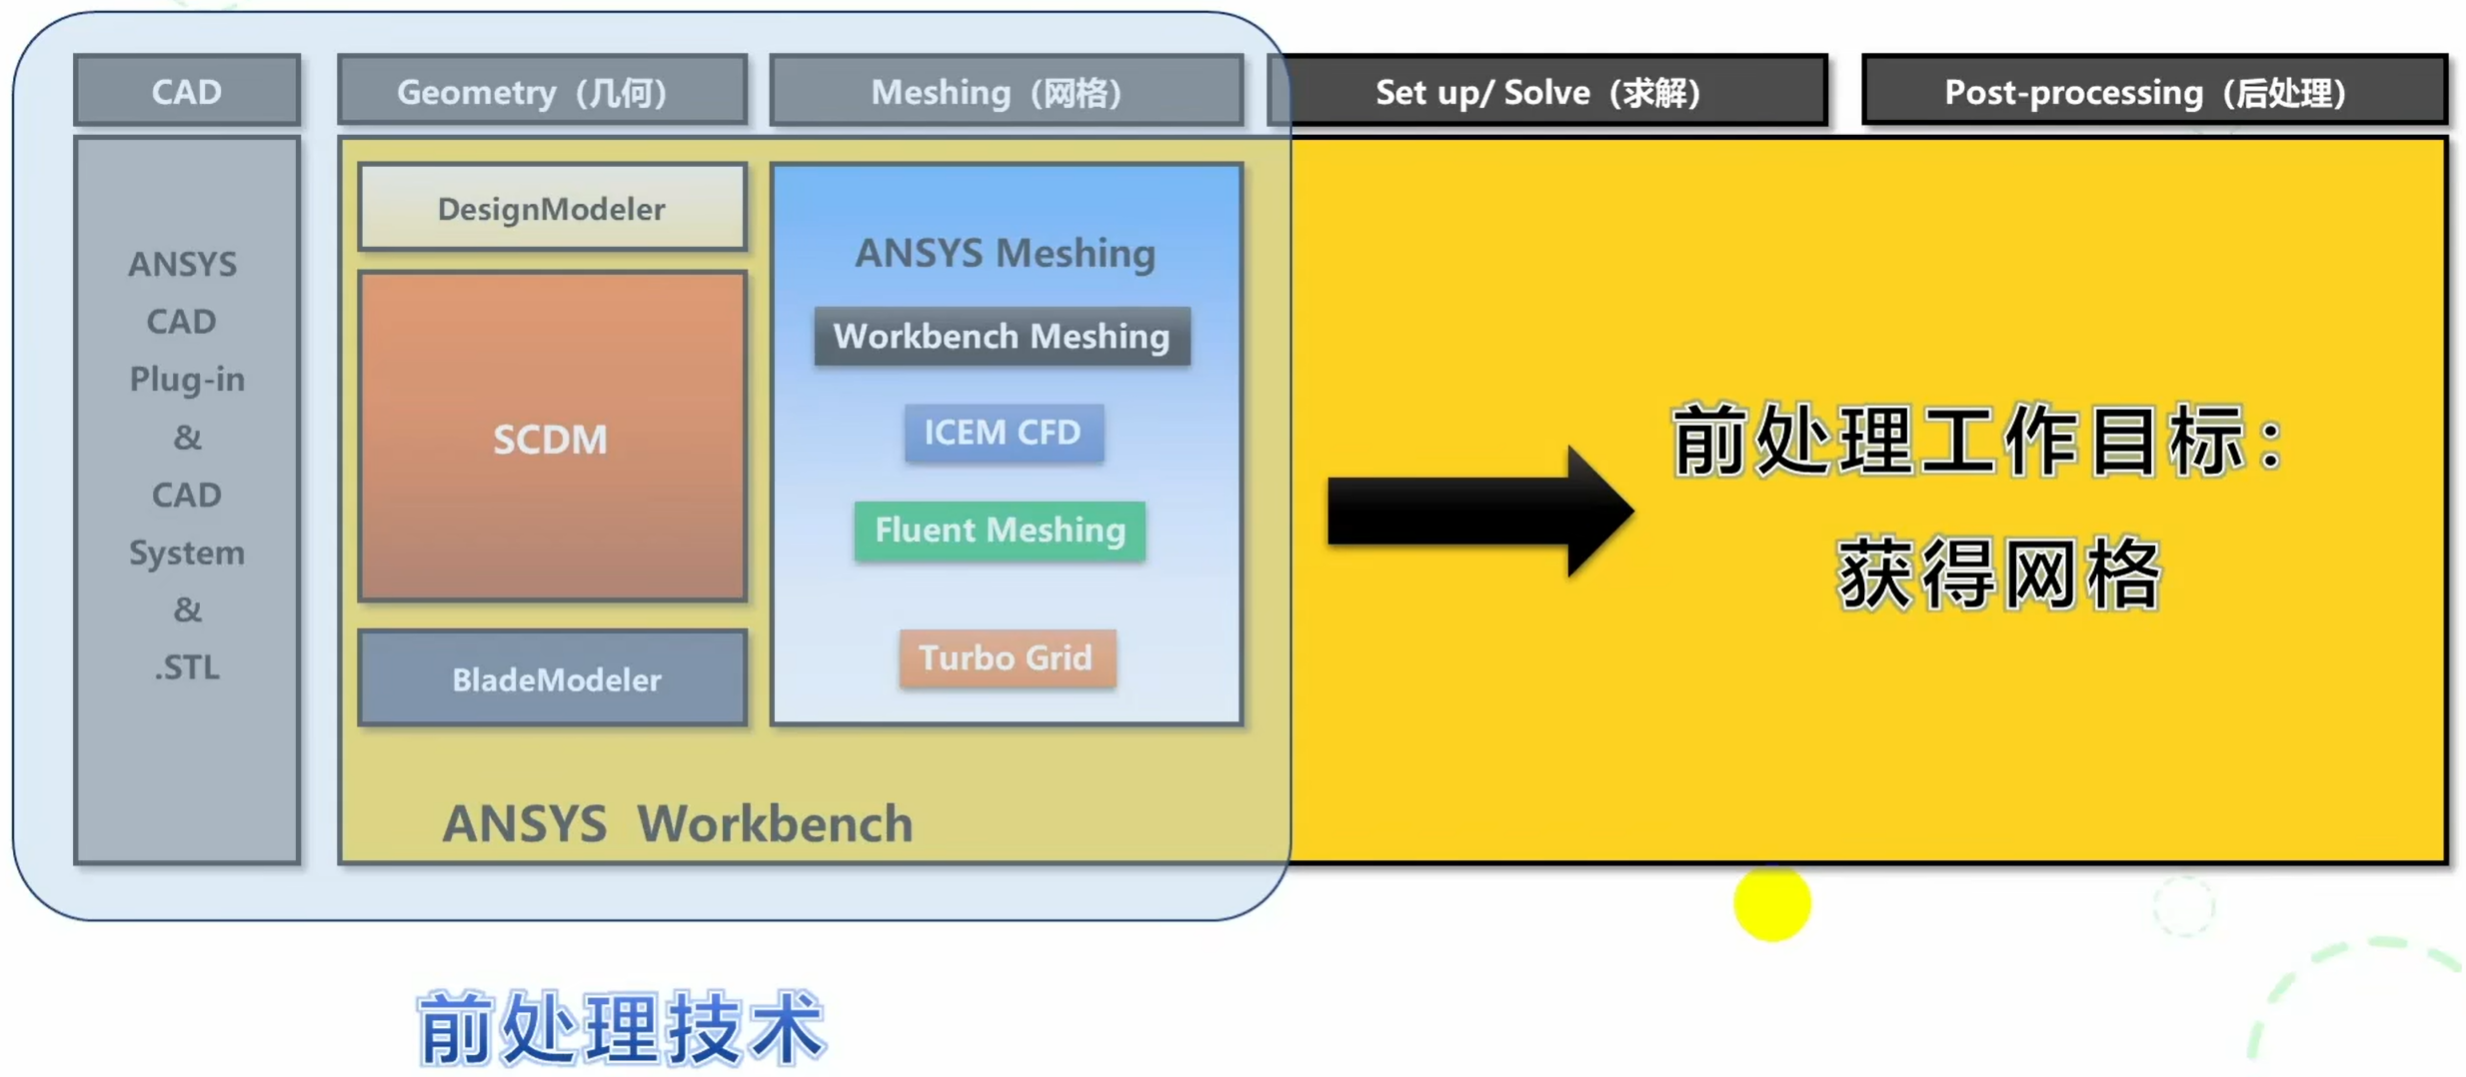 CAD
Geometry（几何）
Meshing（网格）
Set up/ Solve（求解）
Post-processing（后处理）
ANSYS
CAD
Plug-in
&
CAD
System
&
.STL
DesignModeler
SCDM
BladeModeler
ANSYS Meshing
Workbench Meshing
ICEM CFD
Fluent Meshing
Turbo Grid
ANSYS Workbench
前处理工作目标：
获得网格
前处理技术